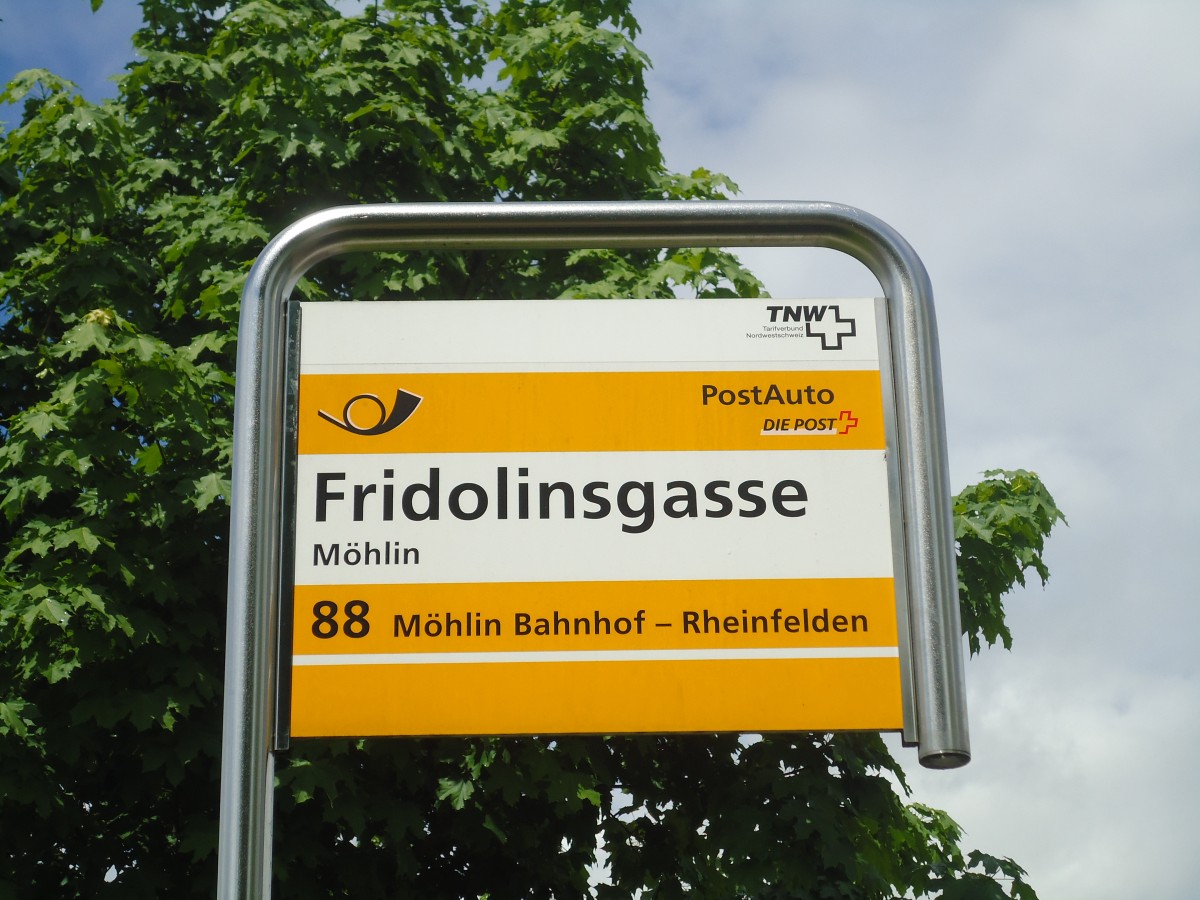 TNW
Tarifverbund
Nordwestschweiz
PostAuto
DIE POST
Fridolinsgasse
Möhlin
88 Möhlin Bahnhof – Rheinfelden